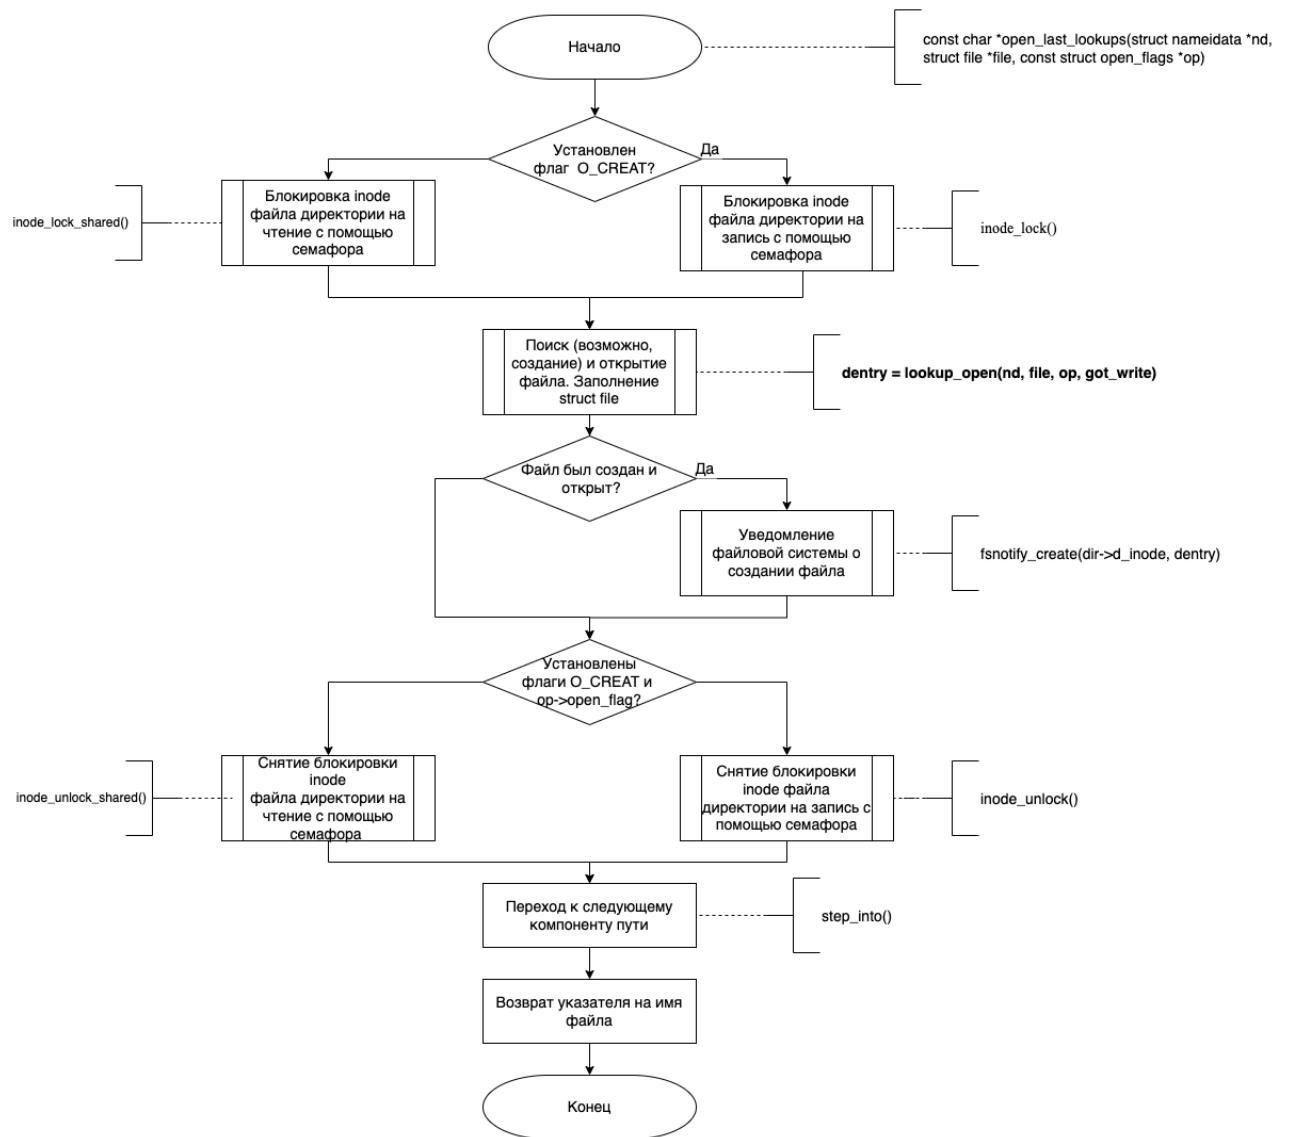 Начало
const char *open_last_lookups(struct nameidata *nd,
struct file *file, const struct open_flags *op)
Установлен
флаг O_CREAT?
Да
inode_lock_shared()
Блокировка inode
файла директории на
чтение с помощью
семафора
Блокировка inode
файла директории на
запись с помощью
семафора
inode_lock()
Поиск (возможно,
создание) и открытие
файла. Заполнение
struct file
dentry = lookup_open(nd, file, op, got_write)
Файл был создан и
открыт?
Да
Уведомление
файловой системы о
создании файла
fsnotify_create(dir->d_inode, dentry)
Установлены
флаги O_CREAT и
op->open_flag?
inode_unlock_shared()
Снятие блокировки
inode
файла директории на
чтение с помощью
семафора
Снятие блокировки
inode файла
директории на запись с
помощью семафора
inode_unlock()
Переход к следующему
компоненту пути
step_into()
Возврат указателя на имя
файла
Конец